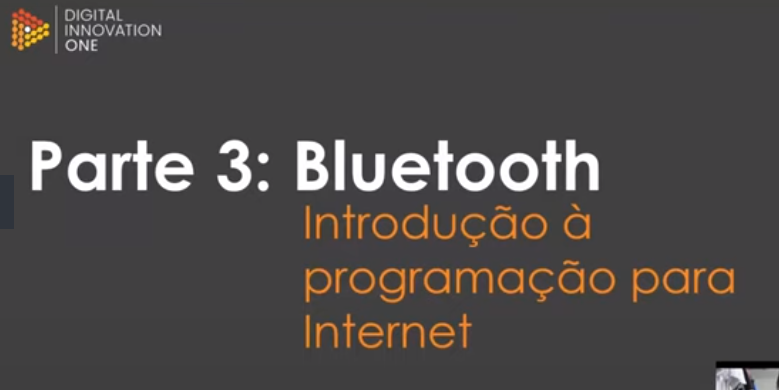 DIGITAL
INNOVATION
ONE
Parte 3: Bluetooth
Introdução à
programação para
Internet